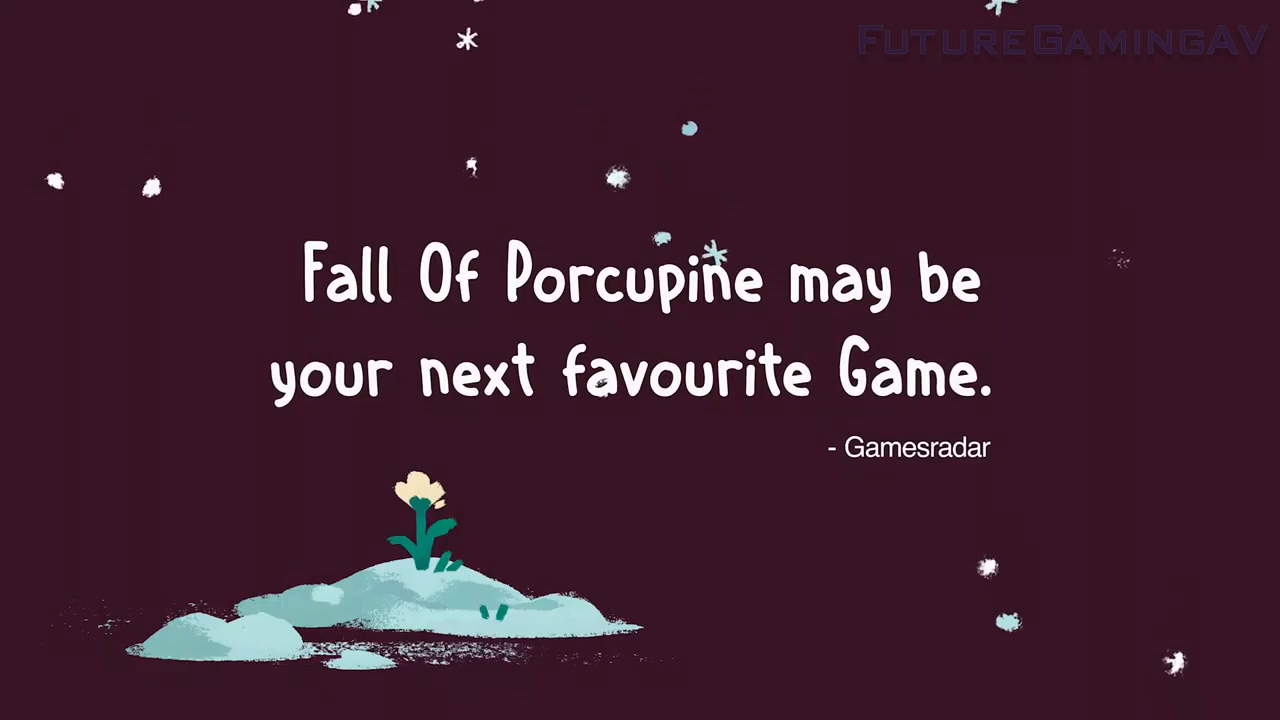 FutureGamingAV
Fall Of Porcupine may be
your next favourite Game.
- Gamesradar